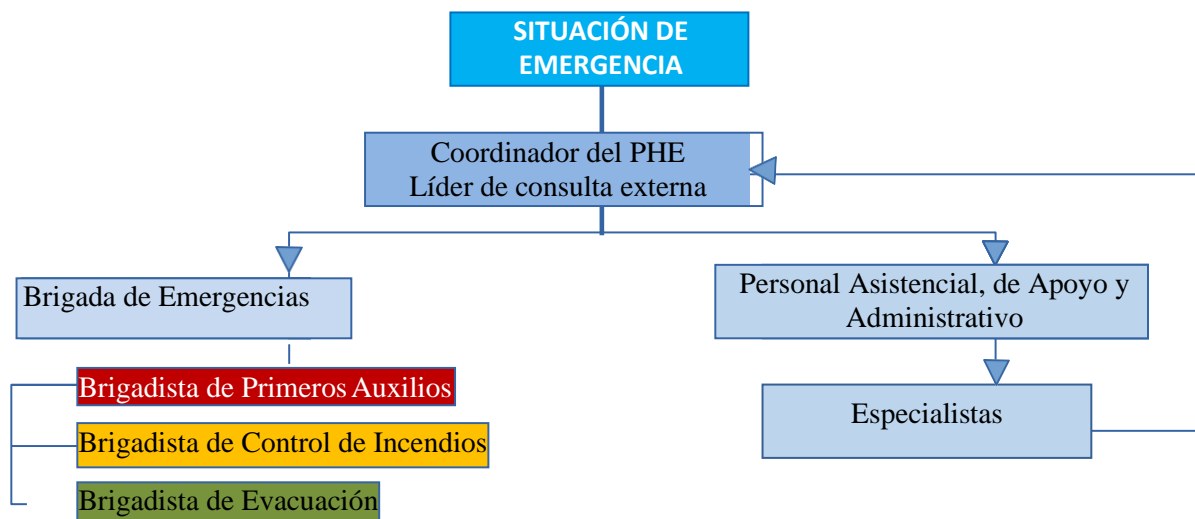 SITUACIÓN DE
EMERGENCIA
Coordinador del PHE
Líder de consulta externa
Brigada de Emergencias
Personal Asistencial, de Apoyo y
Administrativo
Brigadista de Primeros Auxilios
Especialistas
Brigadista de Control de Incendios
Brigadista de Evacuación